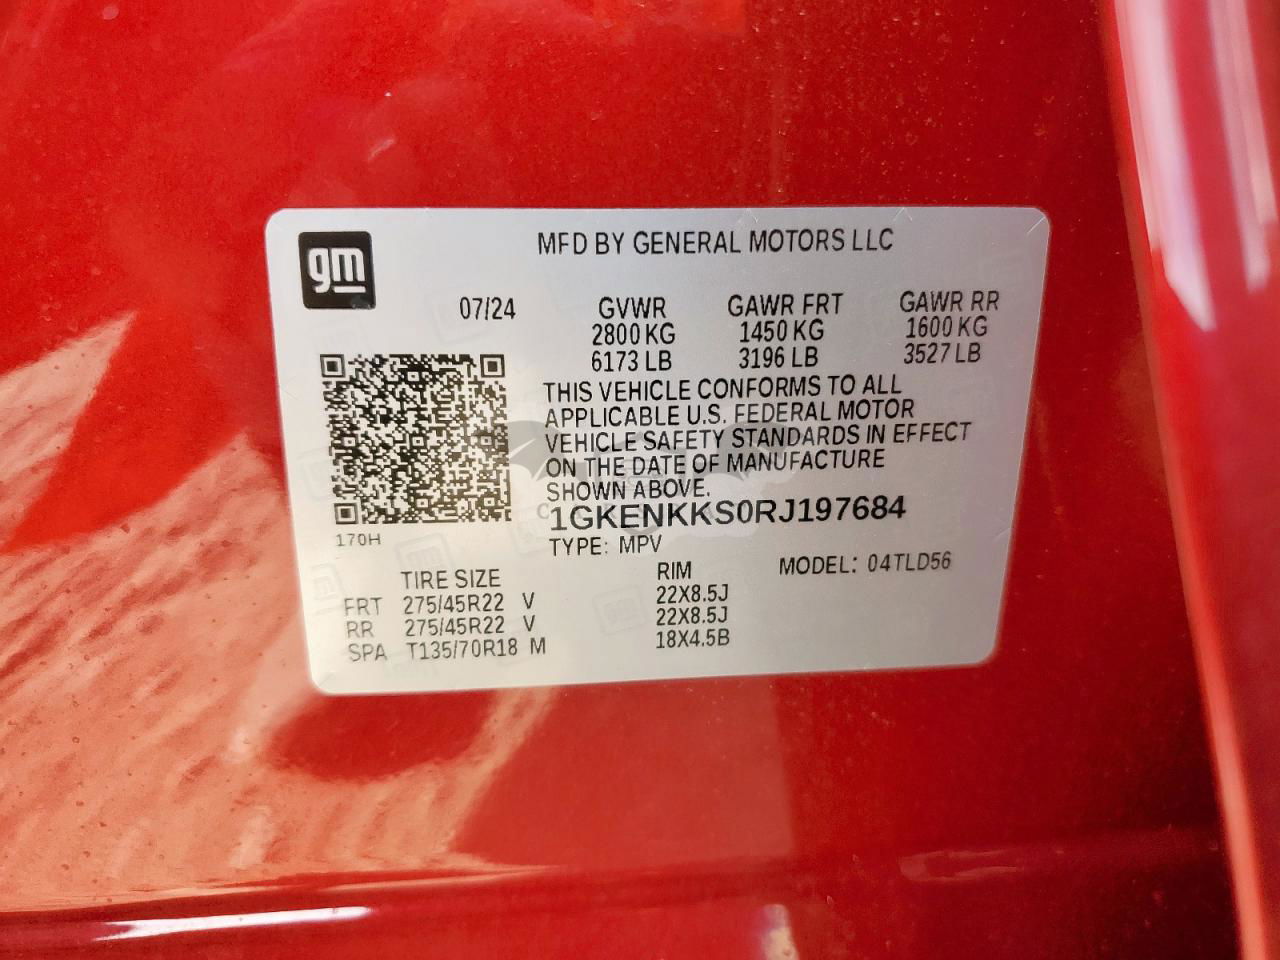 gm
MFD BY GENERAL MOTORS LLC
07/24 GVWR GAWR FRT GAWR RR
2800 KG 1450 KG 1600 KG
6173 LB 3196 LB 3527 LB
THIS VEHICLE CONFORMS TO ALL
APPLICABLE U.S. FEDERAL MOTOR
VEHICLE SAFETY STANDARDS IN EFFECT
ON THE DATE OF MANUFACTURE
SHOWN ABOVE.
1GKENKKS0RJ197684
170H
TYPE: MPV
MODEL: 04TLD56
TIRE SIZE RIM
FRT 275/45R22 V 22X8.5J
RR 275/45R22 V 22X8.5J
SPA T135/70R18 M 18X4.5B